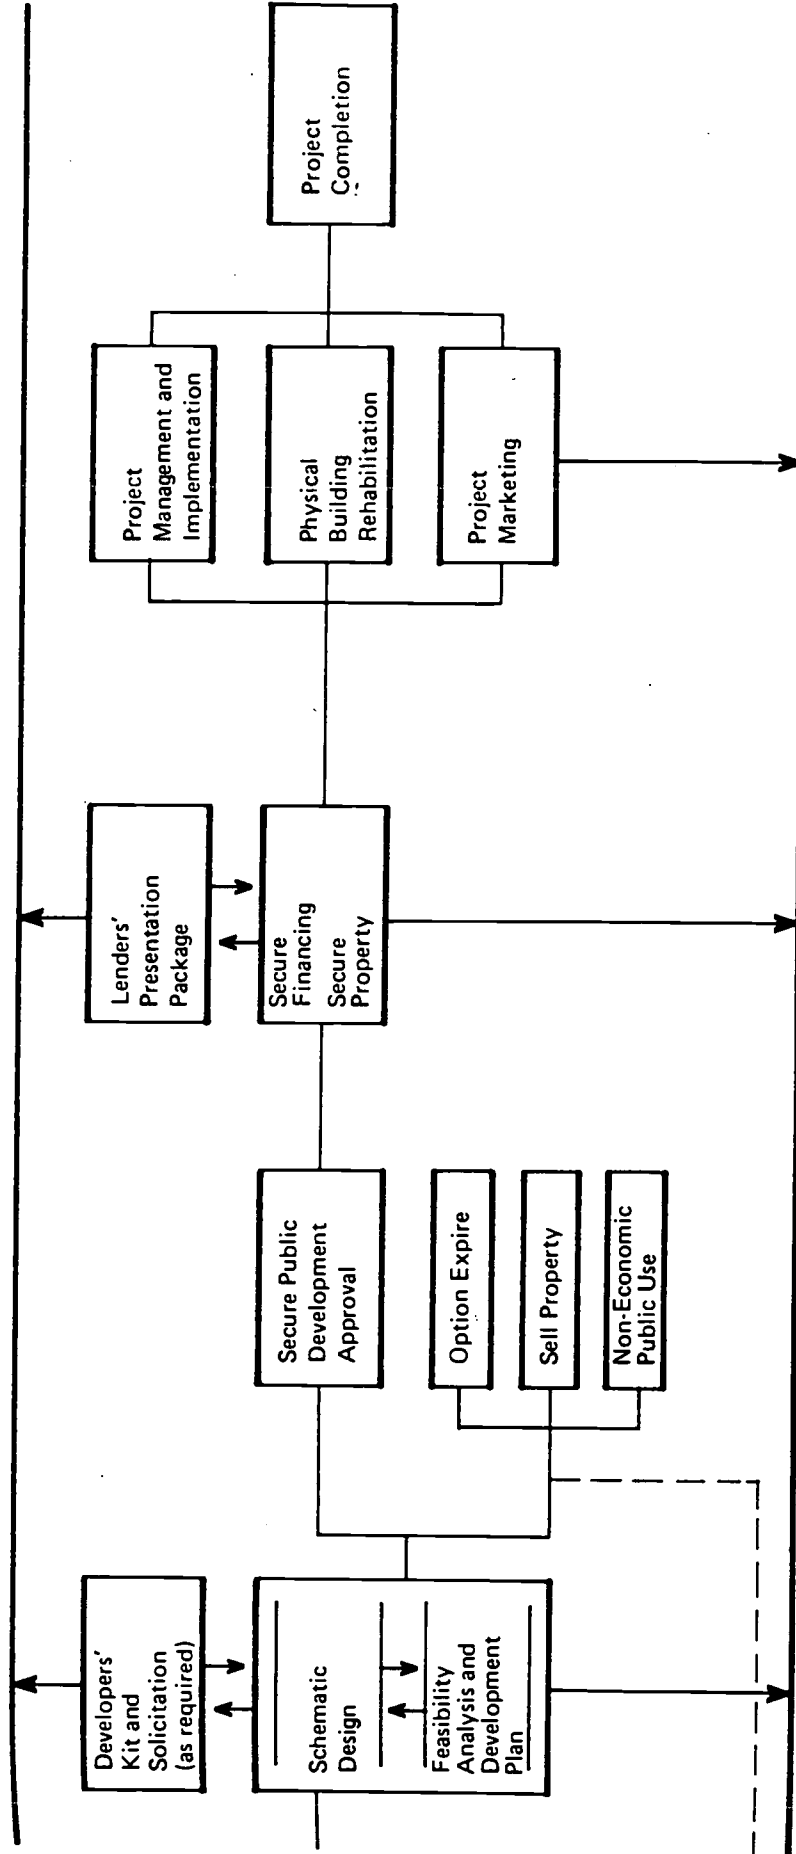 Developers'
Kit and
Solicitation
(as required)
Schematic
Design
Feasibility
Analysis and
Development
Plan
Secure Public
Development
Approval
Option Expire
Sell Property
Non-Economic
Public Use
Lenders'
Presentation
Package
Secure
Financing
Secure
Property
Project
Management and
Implementation
Physical
Building
Rehabilitation
Project
Marketing
Project
Completion